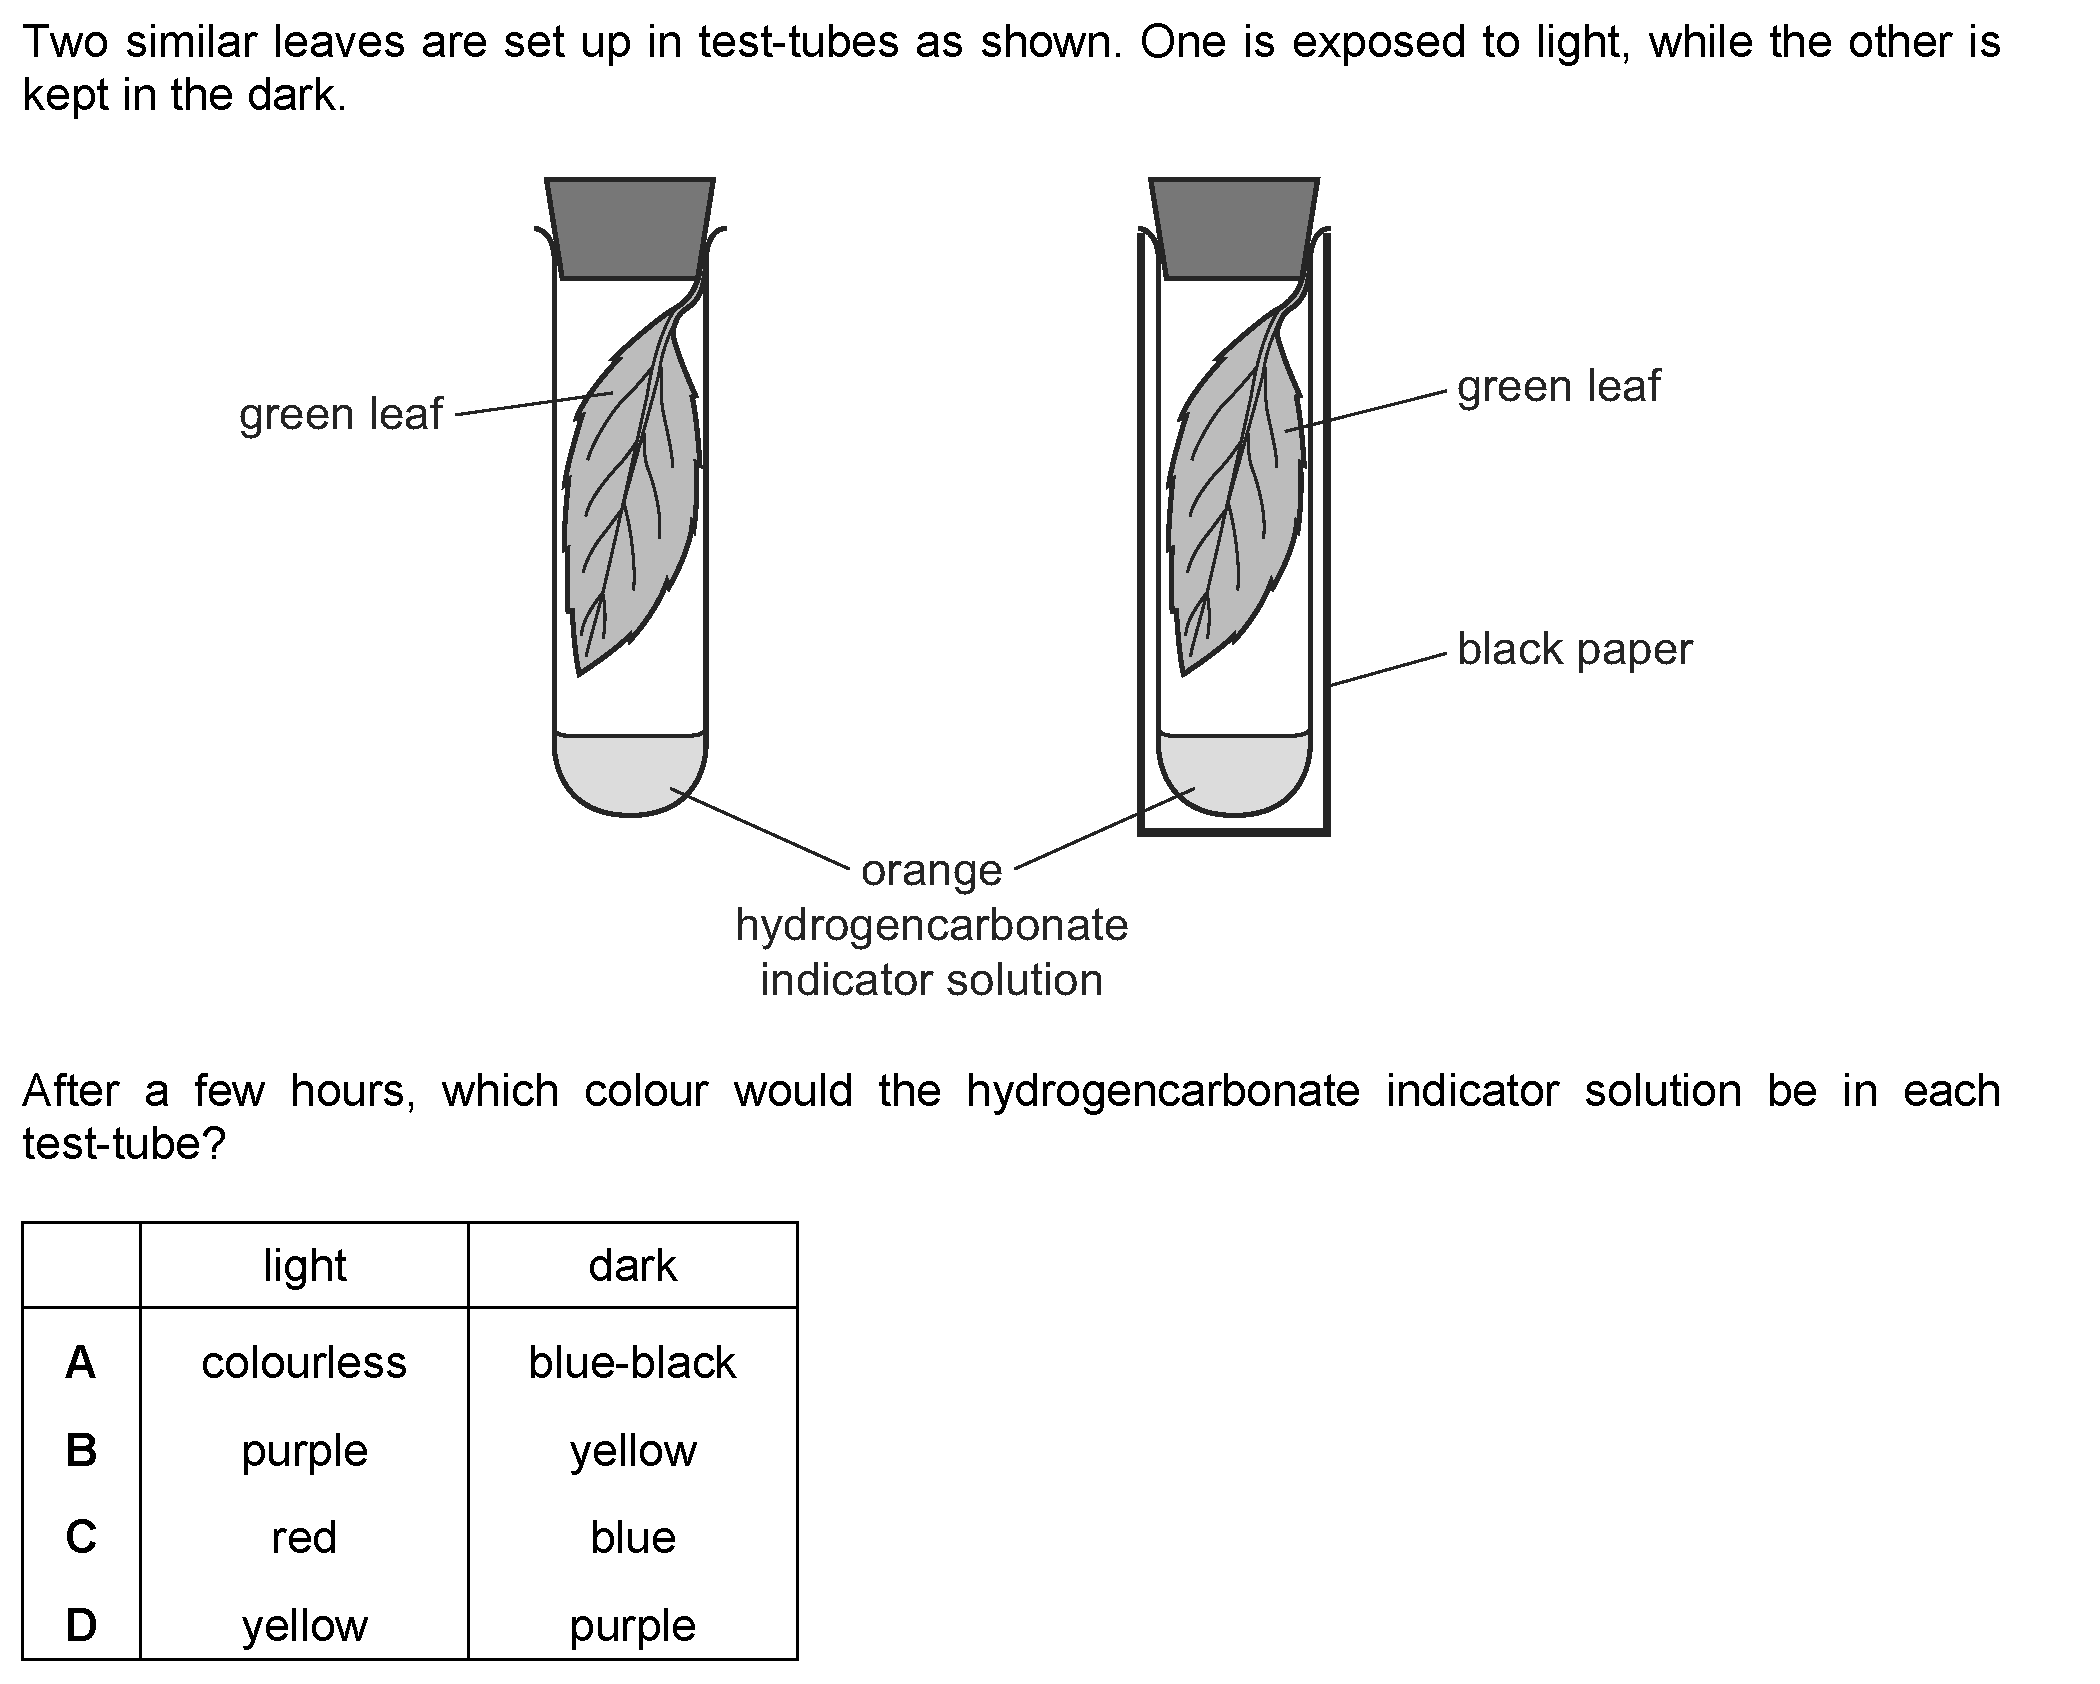 Two similar leaves are set up in test-tubes as shown. One is exposed to light, while the other is
kept in the dark.
green leaf
green leaf
black paper
orange
hydrogencarbonate
indicator solution
After a few hours, which colour would the hydrogencarbonate indicator solution be in each
test-tube?
light dark
A colourless blue-black
B purple yellow
C red blue
D yellow purple